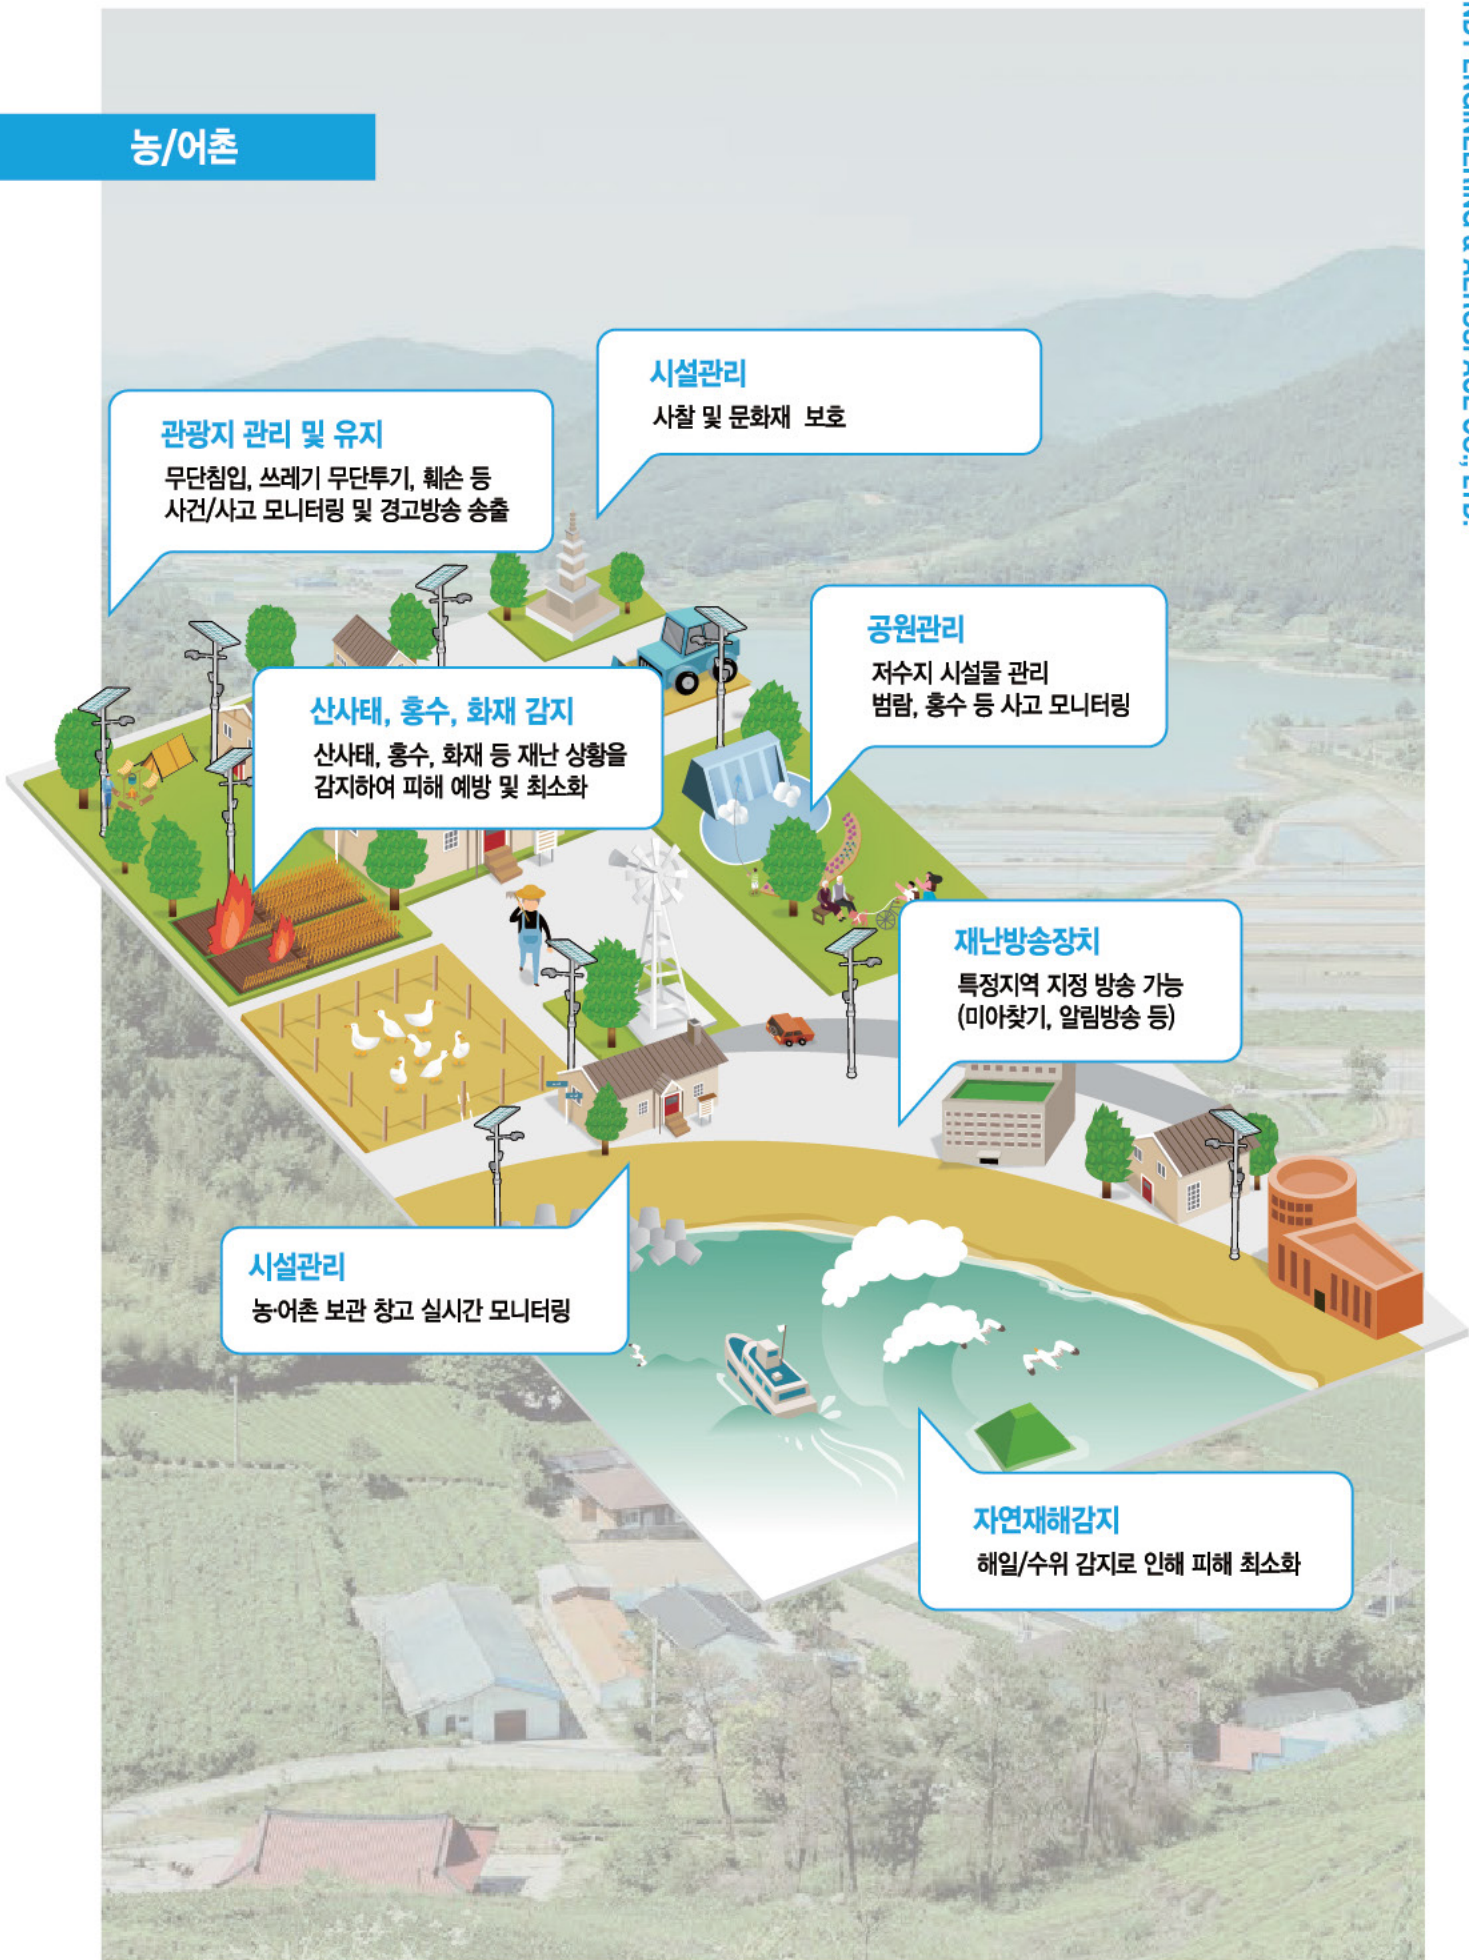 농/어촌
시설관리
사찰 및 문화재 보호
관광지 관리 및 유지
무단침입, 쓰레기 무단투기, 훼손 등
사건/사고 모니터링 및 경고방송 송출
공원관리
저수지 시설물 관리
범람, 홍수 등 사고 모니터링
산사태, 홍수, 화재 감지
산사태, 홍수, 화재 등 재난 상황을
감지하여 피해 예방 및 최소화
재난방송장치
특정지역 지정 방송 가능
(미아찾기, 알림방송 등)
시설관리
농·어촌 보관 창고 실시간 모니터링
자연재해감지
해일/수위 감지로 인해 피해 최소화
ENGINEERING & AEROSPACE CO., LTD.